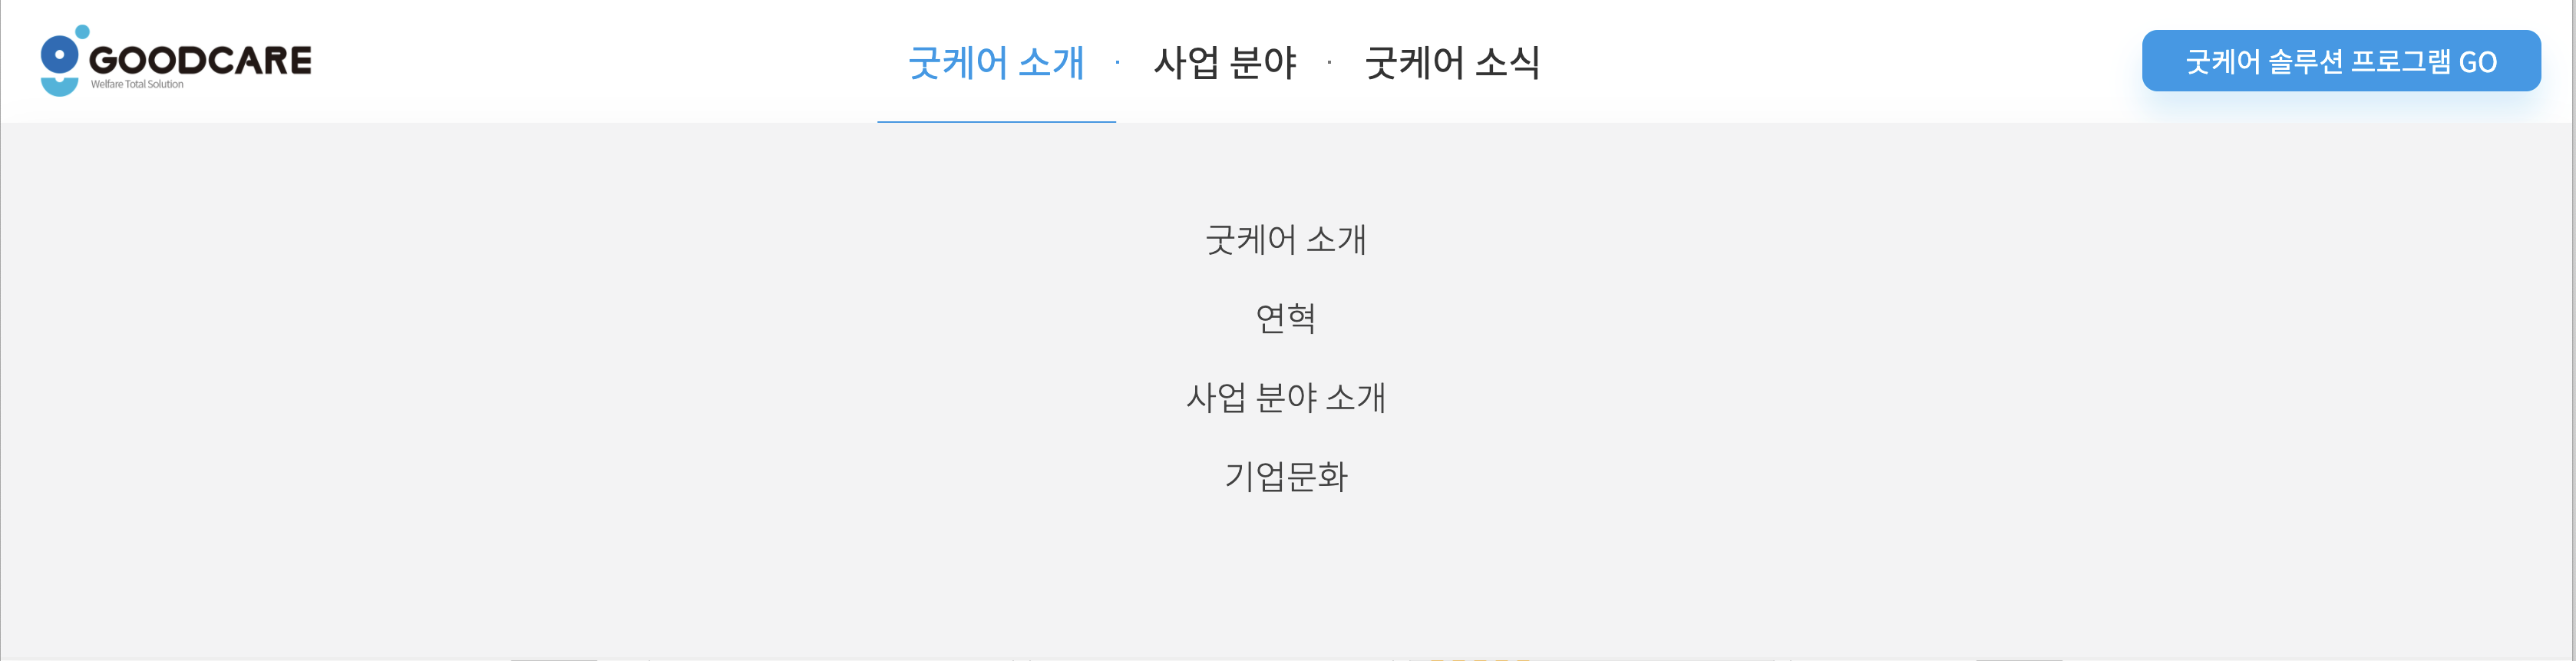 GOODCARE
Welfare Total Solution
굿케어 소개 · 사업 분야 · 굿케어 소식
굿케어 솔루션 프로그램 GO
굿케어 소개
연혁
사업 분야 소개
기업문화